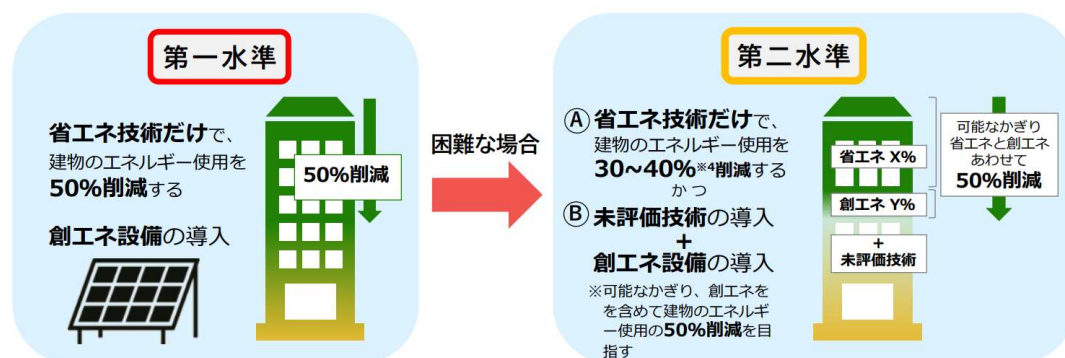 第一水準
省エネ技術だけで、
建物のエネルギー使用を
50%削減する
創エネ設備の導入
50%削減
困難な場合
第二水準
Ⓐ 省エネ技術だけで、
建物のエネルギー使用を
30~40%※4削減する
かつ
Ⓑ 未評価技術の導入
+
創エネ設備の導入
※可能なかぎり、創エネを
を含めて建物のエネルギ
ー使用の50%削減を目
指す
省エネ X%
創エネ Y%
+
未評価技術
可能なかぎり
省エネと創エネ
あわせて
50%削減